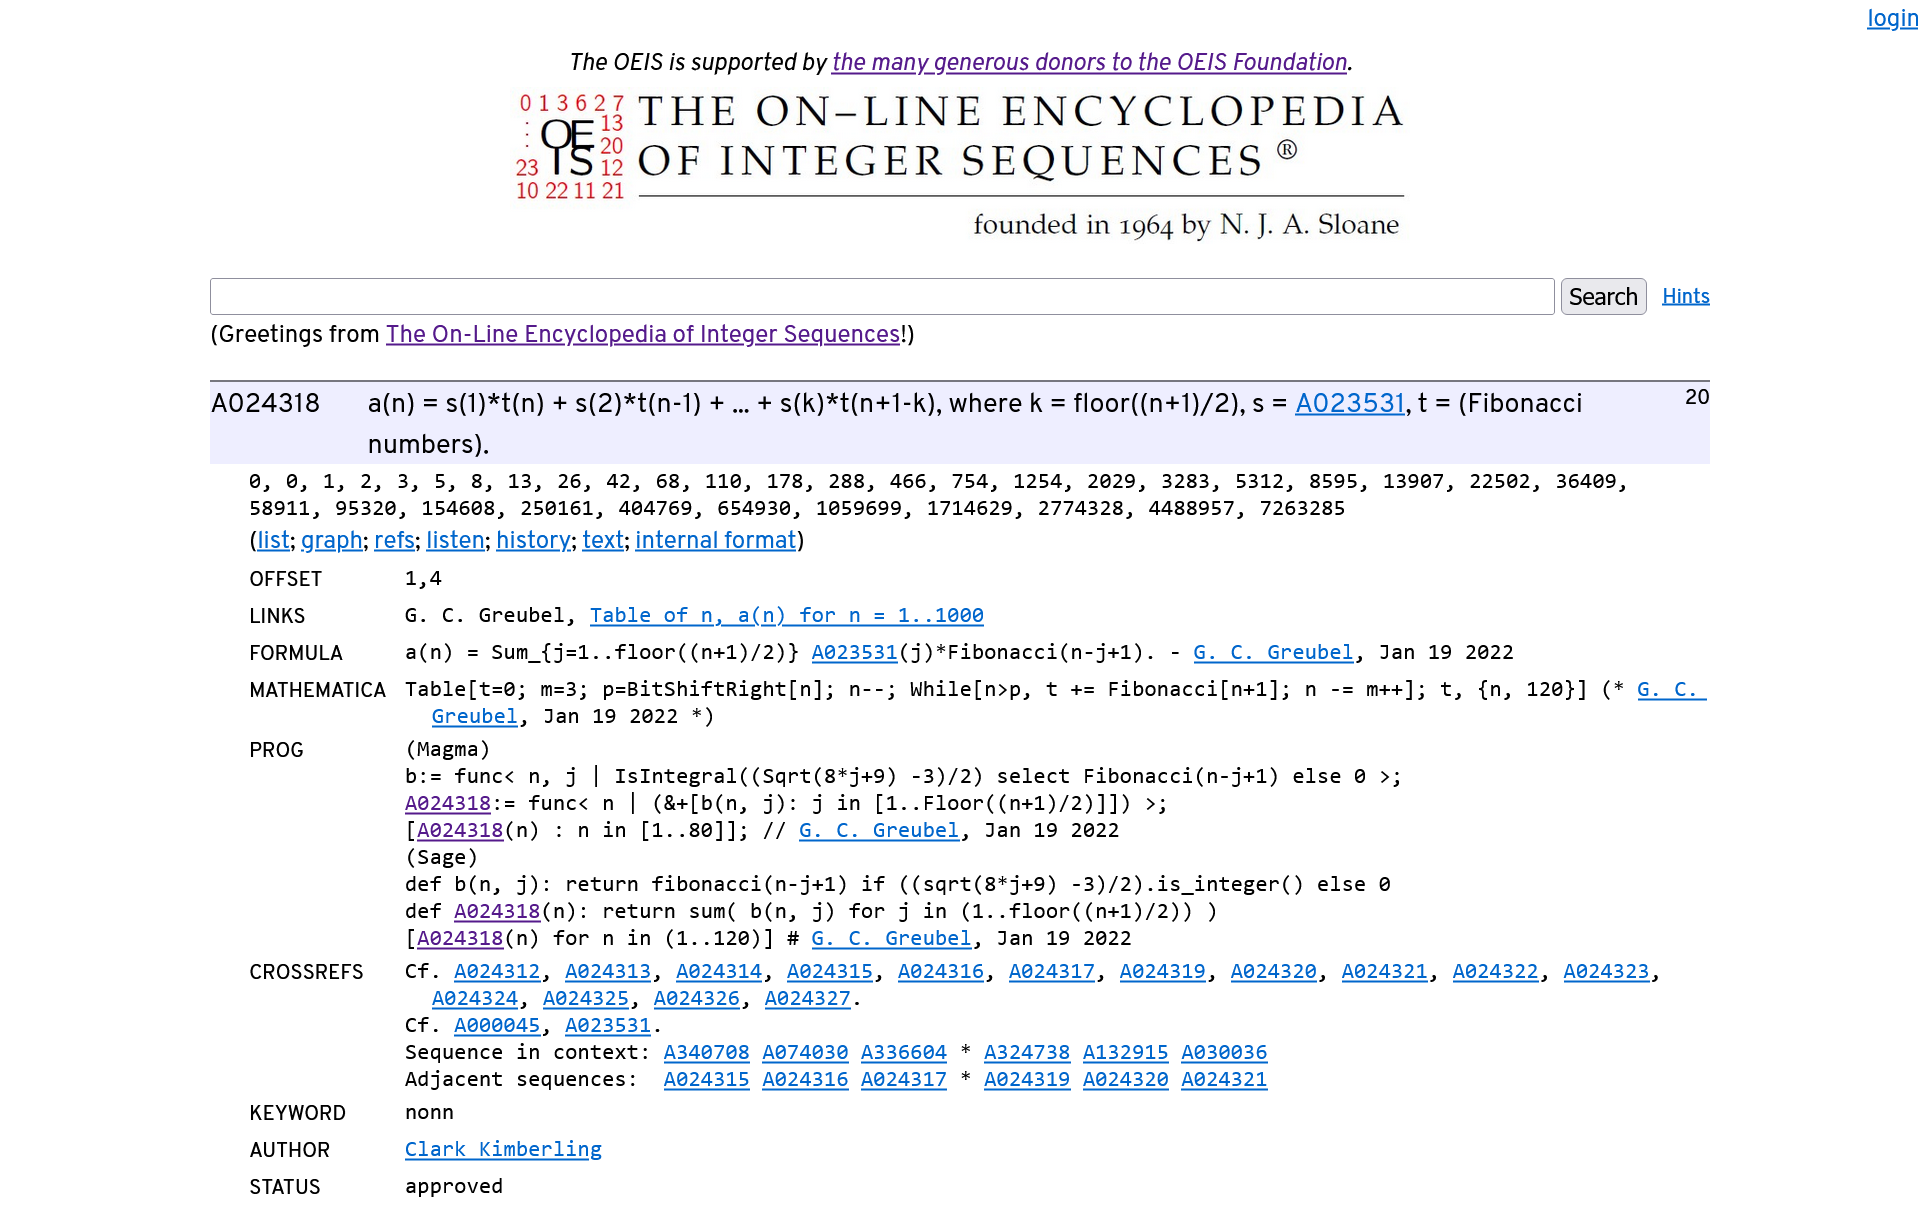 login
The OEIS is supported by the many generous donors to the OEIS Foundation.
0 1 3 6 2 7
: OE 13
: IS 20
23 12
10 22 11 21
THE ON–LINE ENCYCLOPEDIA
OF INTEGER SEQUENCES ®
founded in 1964 by N. J. A. Sloane
Search Hints
(Greetings from The On-Line Encyclopedia of Integer Sequences!)
A024318 a(n) = s(1)*t(n) + s(2)*t(n-1) + ... + s(k)*t(n+1-k), where k = floor((n+1)/2), s = A023531, t = (Fibonacci 20
numbers).
0, 0, 1, 2, 3, 5, 8, 13, 26, 42, 68, 110, 178, 288, 466, 754, 1254, 2029, 3283, 5312, 8595, 13907, 22502, 36409,
58911, 95320, 154608, 250161, 404769, 654930, 1059699, 1714629, 2774328, 4488957, 7263285
(list; graph; refs; listen; history; text; internal format)
OFFSET 1,4
LINKS G. C. Greubel, Table of n, a(n) for n = 1..1000
FORMULA a(n) = Sum_{j=1..floor((n+1)/2)} A023531(j)*Fibonacci(n-j+1). - G. C. Greubel, Jan 19 2022
MATHEMATICA Table[t=0; m=3; p=BitShiftRight[n]; n--; While[n>p, t += Fibonacci[n+1]; n -= m++]; t, {n, 120}] (* G. C.
Greubel, Jan 19 2022 *)
PROG (Magma)
b:= func< n, j | IsIntegral((Sqrt(8*j+9) -3)/2) select Fibonacci(n-j+1) else 0 >;
A024318:= func< n | (&+[b(n, j): j in [1..Floor((n+1)/2)]]) >;
[A024318(n) : n in [1..80]]; // G. C. Greubel, Jan 19 2022
(Sage)
def b(n, j): return fibonacci(n-j+1) if ((sqrt(8*j+9) -3)/2).is_integer() else 0
def A024318(n): return sum( b(n, j) for j in (1..floor((n+1)/2)) )
[A024318(n) for n in (1..120)] # G. C. Greubel, Jan 19 2022
CROSSREFS Cf. A024312, A024313, A024314, A024315, A024316, A024317, A024319, A024320, A024321, A024322, A024323,
A024324, A024325, A024326, A024327.
Cf. A000045, A023531.
Sequence in context: A340708 A074030 A336604 * A324738 A132915 A030036
Adjacent sequences: A024315 A024316 A024317 * A024319 A024320 A024321
KEYWORD nonn
AUTHOR Clark Kimberling
STATUS approved